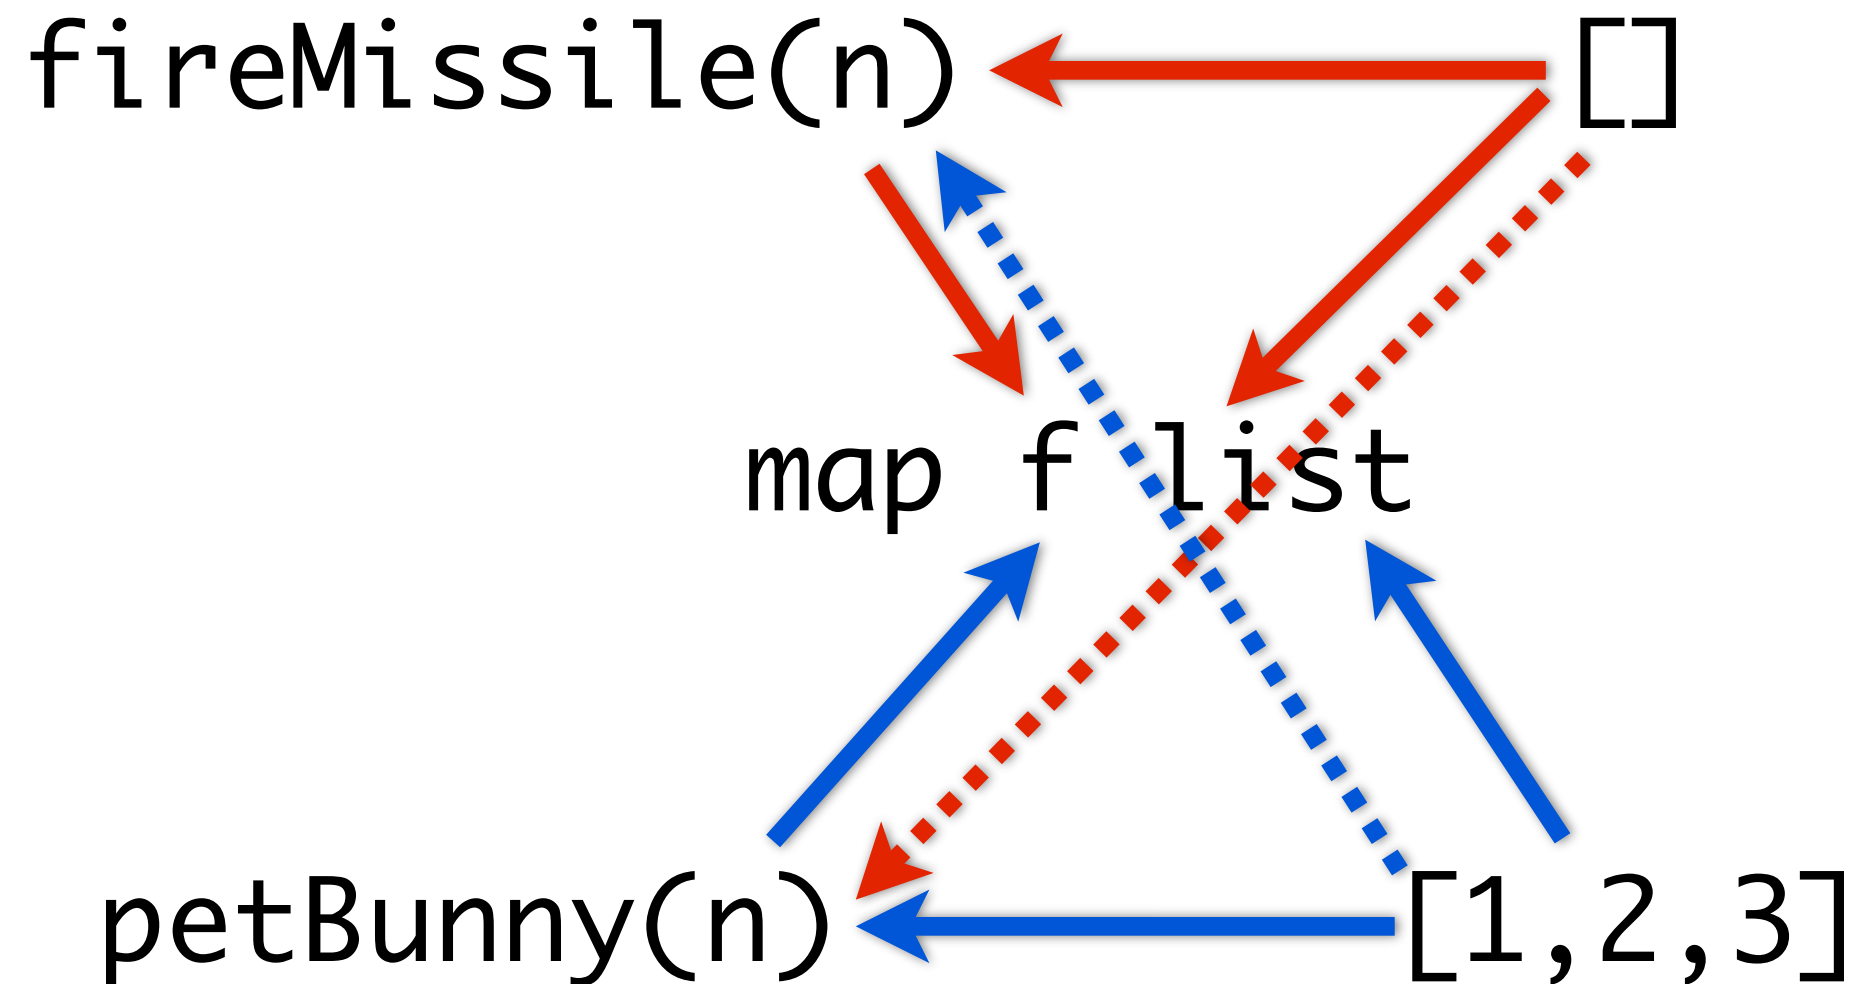 fireMissile(n) []
map f list
petBunny(n) [1,2,3]